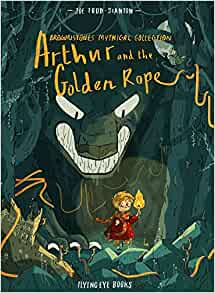 JOE TODD-STANTON
BROWNSTONE'S MYTHICAL COLLECTION
Arthur and the
Golden Rope
FLYING EYE BOOKS